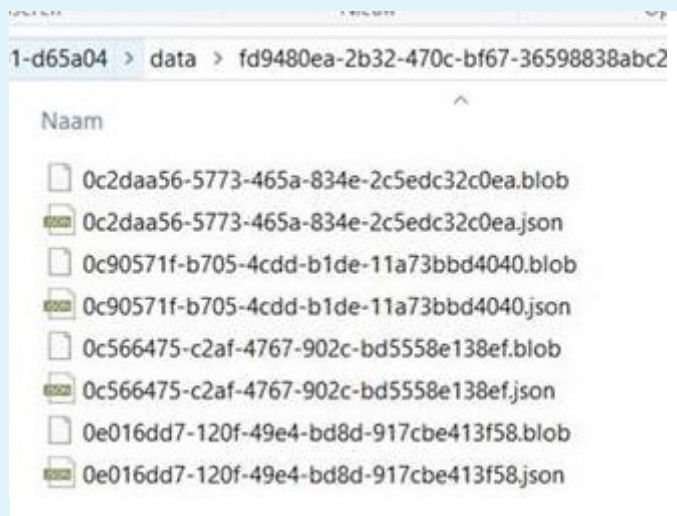 1-d65a04 > data > fd9480ea-2b32-470c-bf67-36598838abc2
Naam
0c2daa56-5773-465a-834e-2c5edc32c0ea.blob
0c2daa56-5773-465a-834e-2c5edc32c0ea.json
0c90571f-b705-4cdd-b1de-11a73bbd4040.blob
0c90571f-b705-4cdd-b1de-11a73bbd4040.json
0c566475-c2af-4767-902c-bd5558e138ef.blob
0c566475-c2af-4767-902c-bd5558e138ef.json
0e016dd7-120f-49e4-bd8d-917cbe413f58.blob
0e016dd7-120f-49e4-bd8d-917cbe413f58.json